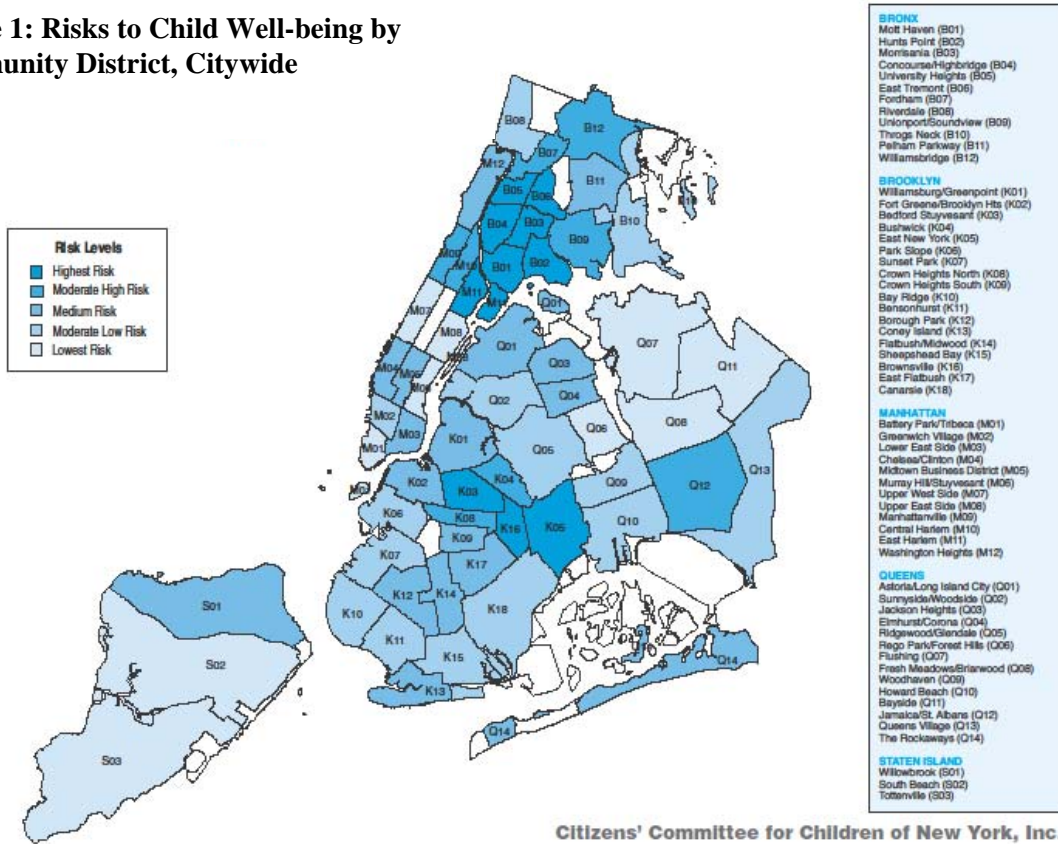 e 1: Risks to Child Well-being by
unity District, Citywide
Risk Levels
Highest Risk
Moderate High Risk
Medium Risk
Moderate Low Risk
Lowest Risk
BRONX
Mott Haven (B01)
Hunts Point (B02)
Morrisania (B03)
Concourse/Highbridge (B04)
University Heights (B05)
East Tremont (B06)
Fordham (B07)
Riverdale (B08)
Unionport/Soundview (B09)
Throgs Neck (B10)
Pelham Parkway (B11)
Williamsbridge (B12)
BROOKLYN
Williamsburg/Greenpoint (K01)
Fort Greene/Brooklyn Hts (K02)
Bedford Stuyvesant (K03)
Bushwick (K04)
East New York (K05)
Park Slope (K06)
Sunset Park (K07)
Crown Heights North (K08)
Crown Heights South (K09)
Bay Ridge (K10)
Bensonhurst (K11)
Borough Park (K12)
Coney Island (K13)
Flatbush/Midwood (K14)
Sheepshead Bay (K15)
Brownsville (K16)
East Flatbush (K17)
Canarsie (K18)
MANHATTAN
Battery Park/Tribeca (M01)
Greenwich Village (M02)
Lower East Side (M03)
Chelsea/Clinton (M04)
Midtown Business District (M05)
Murray Hill/Stuyvesant (M06)
Upper West Side (M07)
Upper East Side (M08)
Manhattanville (M09)
Central Harlem (M10)
East Harlem (M11)
Washington Heights (M12)
QUEENS
Astoria/Long Island City (Q01)
Sunnyside/Woodside (Q02)
Jackson Heights (Q03)
Elmhurst/Corona (Q04)
Ridgewood/Glendale (Q05)
Rego Park/Forest Hills (Q06)
Flushing (Q07)
Fresh Meadows/Briarwood (Q08)
Woodhaven (Q09)
Howard Beach (Q10)
Bayside (Q11)
Jamaica/St. Albans (Q12)
Queens Village (Q13)
The Rockaways (Q14)
STATEN ISLAND
Willowbrook (S01)
South Beach (S02)
Tottenville (S03)
B08
B12
B07
M12
B11
B05
B06
B10
B04
B03
B09
M09
M10
B01
B02
M11
M11
Q01
M07
M08
Q07
Q11
Q01
Q03
M04
M05
M06
Q04
Q02
M02
M03
Q06
Q08
K01
M01
Q05
Q13
K02
K04
Q09
Q12
K03
K06
K08
K16
K05
Q10
K09
K07
K17
K12
K14
K10
K18
K11
S01
K15
S02
Q14
K13
Q14
S03
Citizens' Committee for Children of New York, Inc.